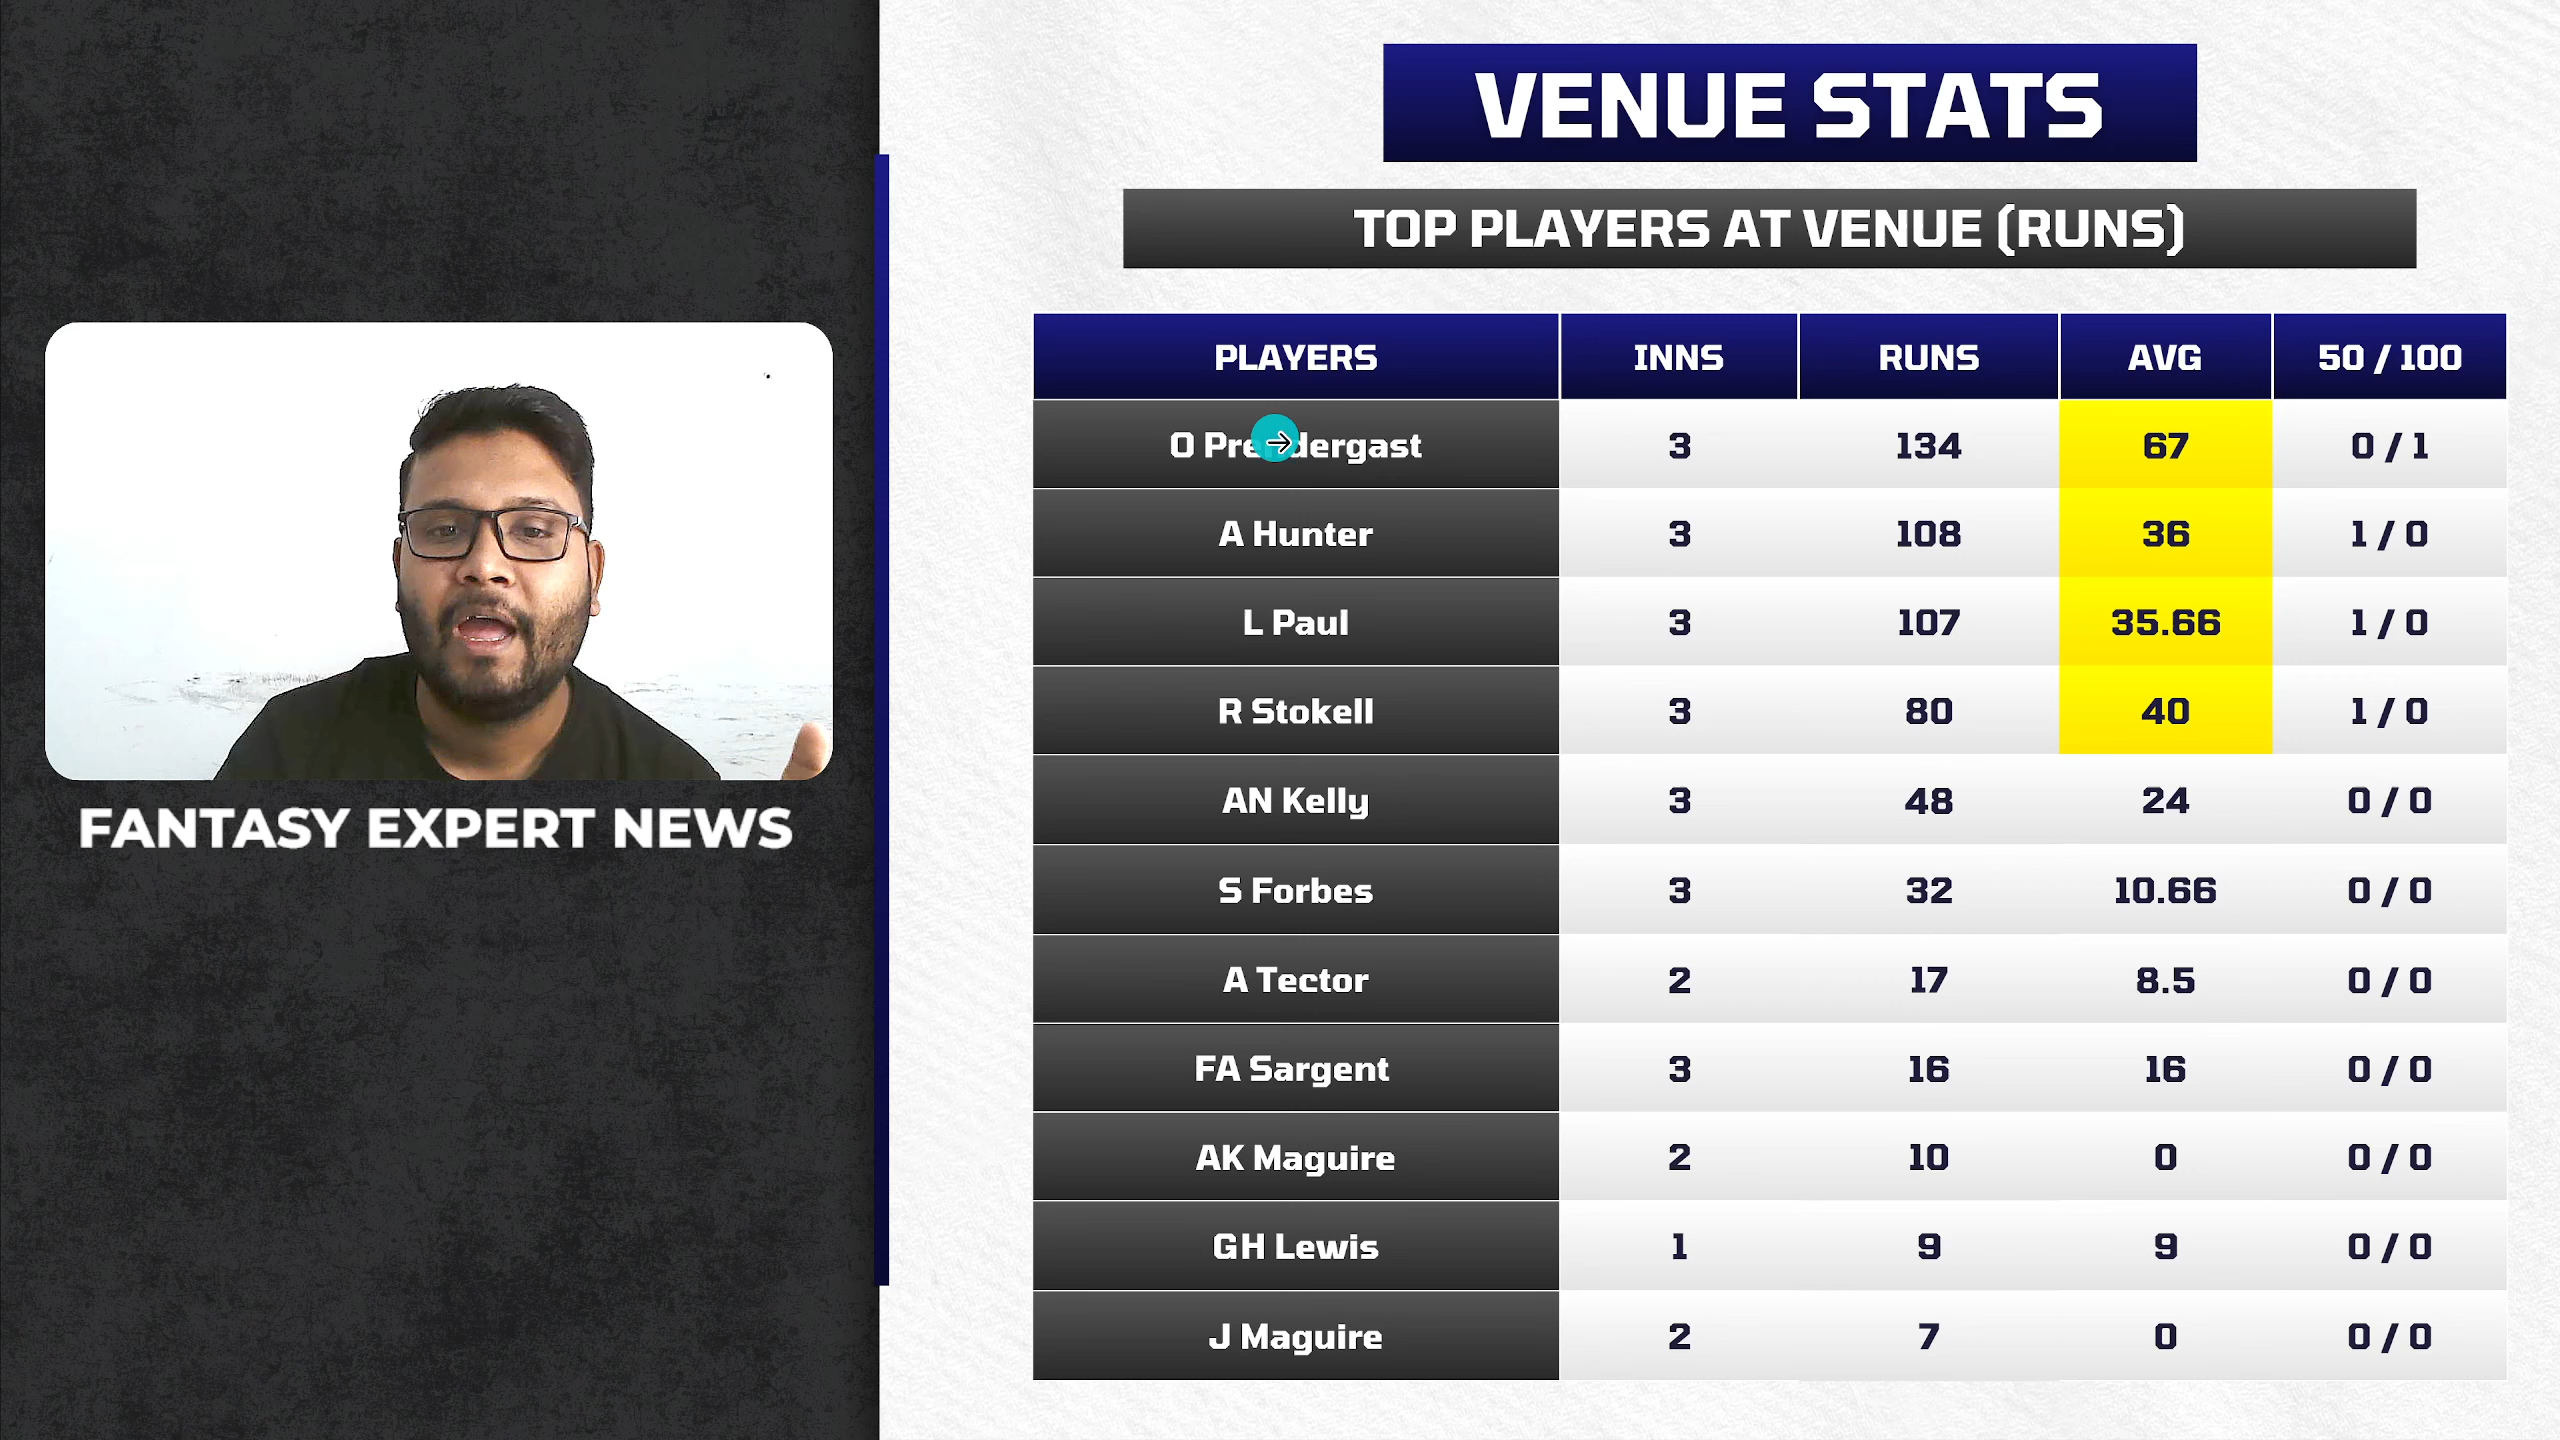 VENUE STATS
TOP PLAYERS AT VENUE (RUNS)
PLAYERS INNS RUNS AVG 50 / 100
O Prendergast 3 134 67 0 / 1
A Hunter 3 108 36 1 / 0
L Paul 3 107 35.66 1 / 0
R Stokell 3 80 40 1 / 0
AN Kelly 3 48 24 0 / 0
S Forbes 3 32 10.66 0 / 0
A Tector 2 17 8.5 0 / 0
FA Sargent 3 16 16 0 / 0
AK Maguire 2 10 0 0 / 0
GH Lewis 1 9 9 0 / 0
J Maguire 2 7 0 0 / 0
FANTASY EXPERT NEWS